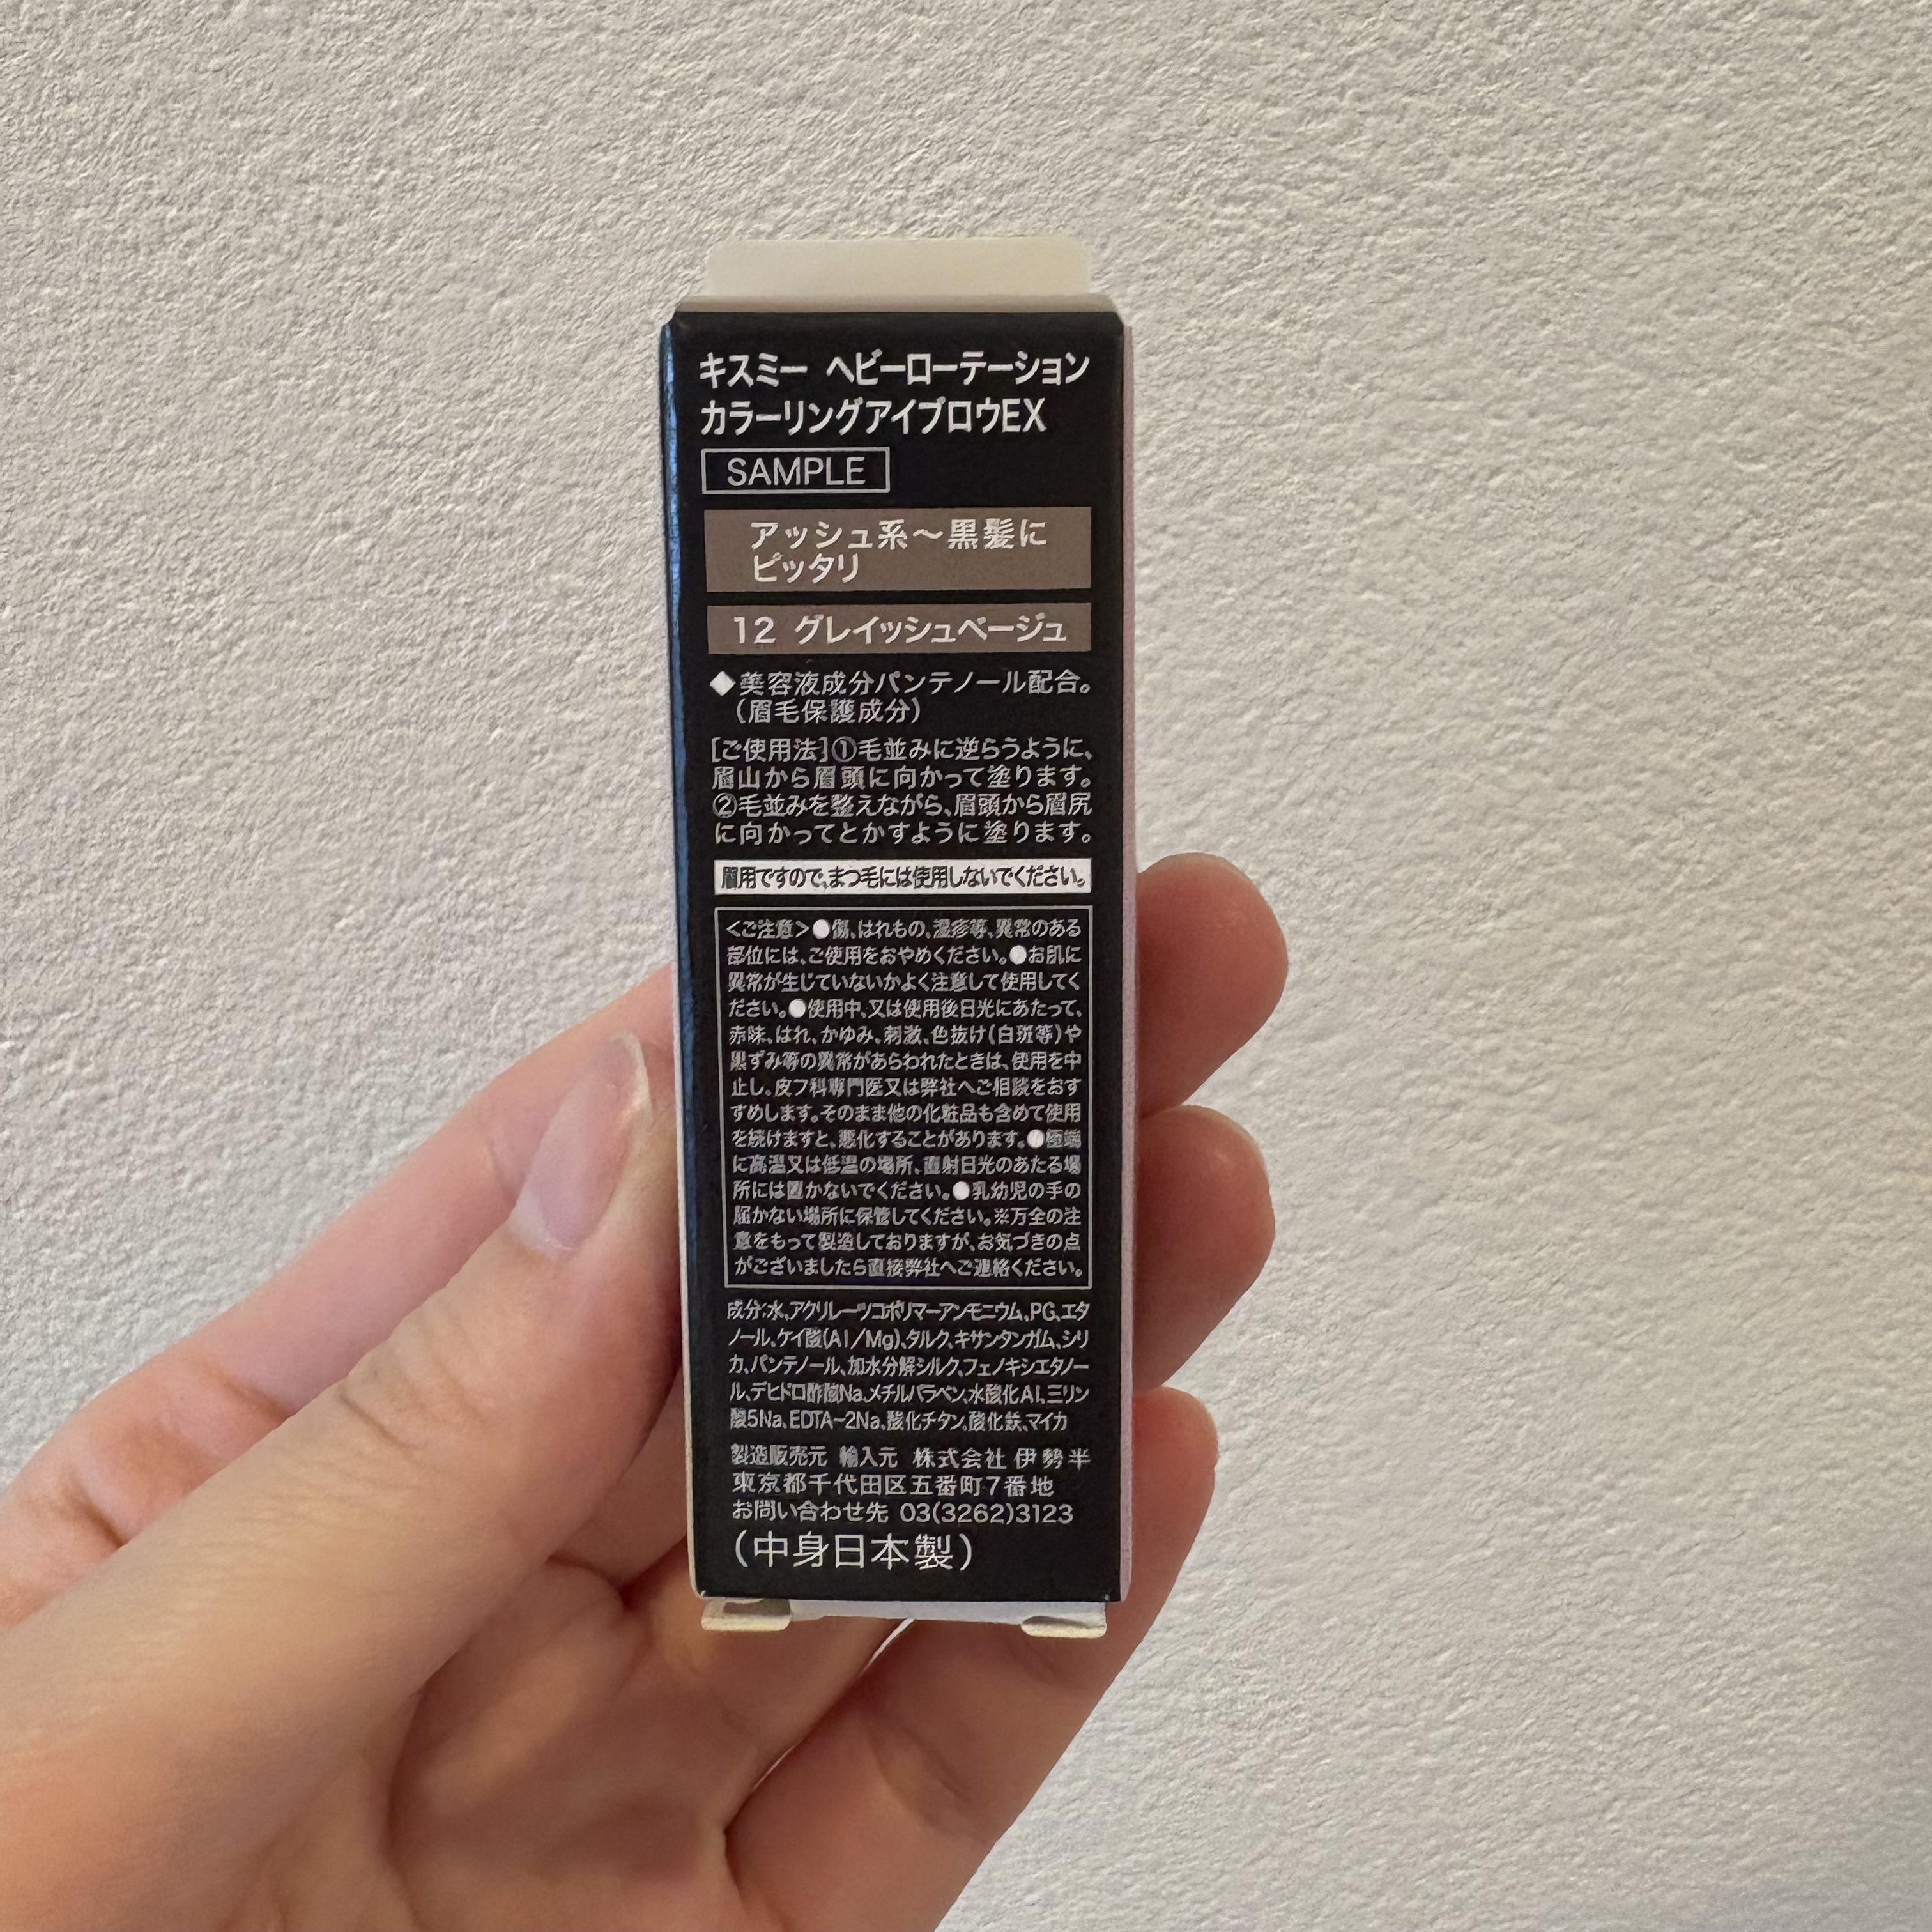 キスミー ヘビーローテーション
カラーリングアイブロウEX
SAMPLE
アッシュ系～黒髪に
ピッタリ
12 グレイッシュベージュ
◆美容液成分パンテノール配合。
（眉毛保護成分）
[ご使用法]①毛並みに逆らうように、
眉山から眉頭に向かって塗ります。
②毛並みを整えながら、眉頭から眉尻
に向かってとかすように塗ります。
眉用ですので、まつ毛には使用しないでください。
＜ご注意＞●傷、はれもの、湿疹等、異常のある
部位には、ご使用をおやめください。●お肌に
異常が生じていないかよく注意して使用してく
ださい。●使用中、又は使用後日光にあたって、
赤味、はれ、かゆみ、刺激、色抜け（白斑等）や
黒ずみ等の異常があらわれたときは、使用を中
止し、皮フ科専門医又は弊社へご相談をおす
すめします。そのまま他の化粧品も含めて使用
を続けますと、悪化することがあります。●極端
に高温又は低温の場所、直射日光のあたる場
所には置かないでください。●乳幼児の手の
届かない場所に保管してください。※万全の注
意をもって製造しておりますが、お気づきの点
がございましたら直接弊社へご連絡ください。
成分:水、アクリレーツコポリマーアンモニウム、PG、エタ
ノール、ケイ酸(Al/Mg)、タルク、キサンタンガム、シリ
カ、パンテノール、加水分解シルク、フェノキシエタノー
ル、デヒドロ酢酸Na、メチルパラベン、水酸化Al、三リン
酸5Na、EDTA-2Na、酸化チタン、酸化鉄、マイカ
製造販売元 輸入元 株式会社 伊勢半
東京都千代田区五番町7番地
お問い合わせ先 03(3262)3123
（中身日本製）